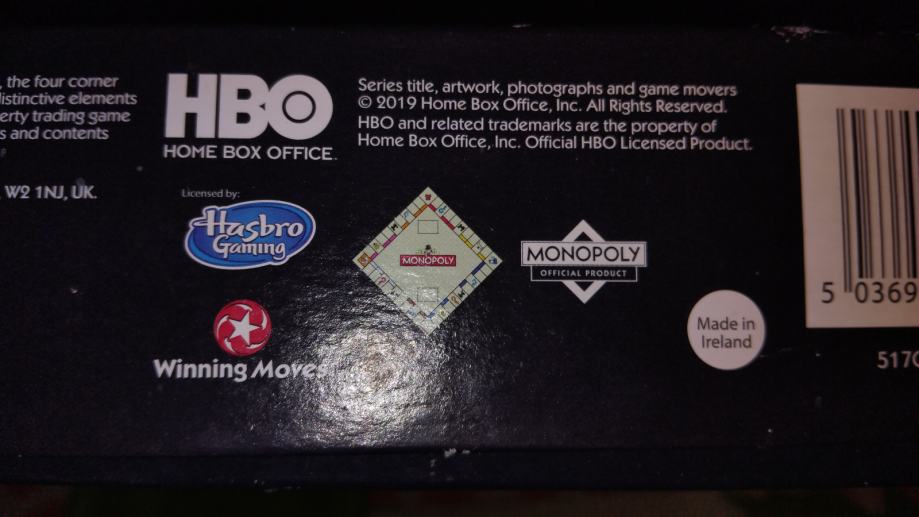 , the four corner
distinctive elements
erty trading game
s and contents
W2 1NJ, UK.
HBO
HOME BOX OFFICE
Series title, artwork, photographs and game movers
© 2019 Home Box Office, Inc. All Rights Reserved.
HBO and related trademarks are the property of
Home Box Office, Inc. Official HBO Licensed Product.
Licensed by:
Hasbro
Gaming
MONOPOLY
MONOPOLY
OFFICIAL PRODUCT
Winning Moves
Made in
Ireland
5 0369
517